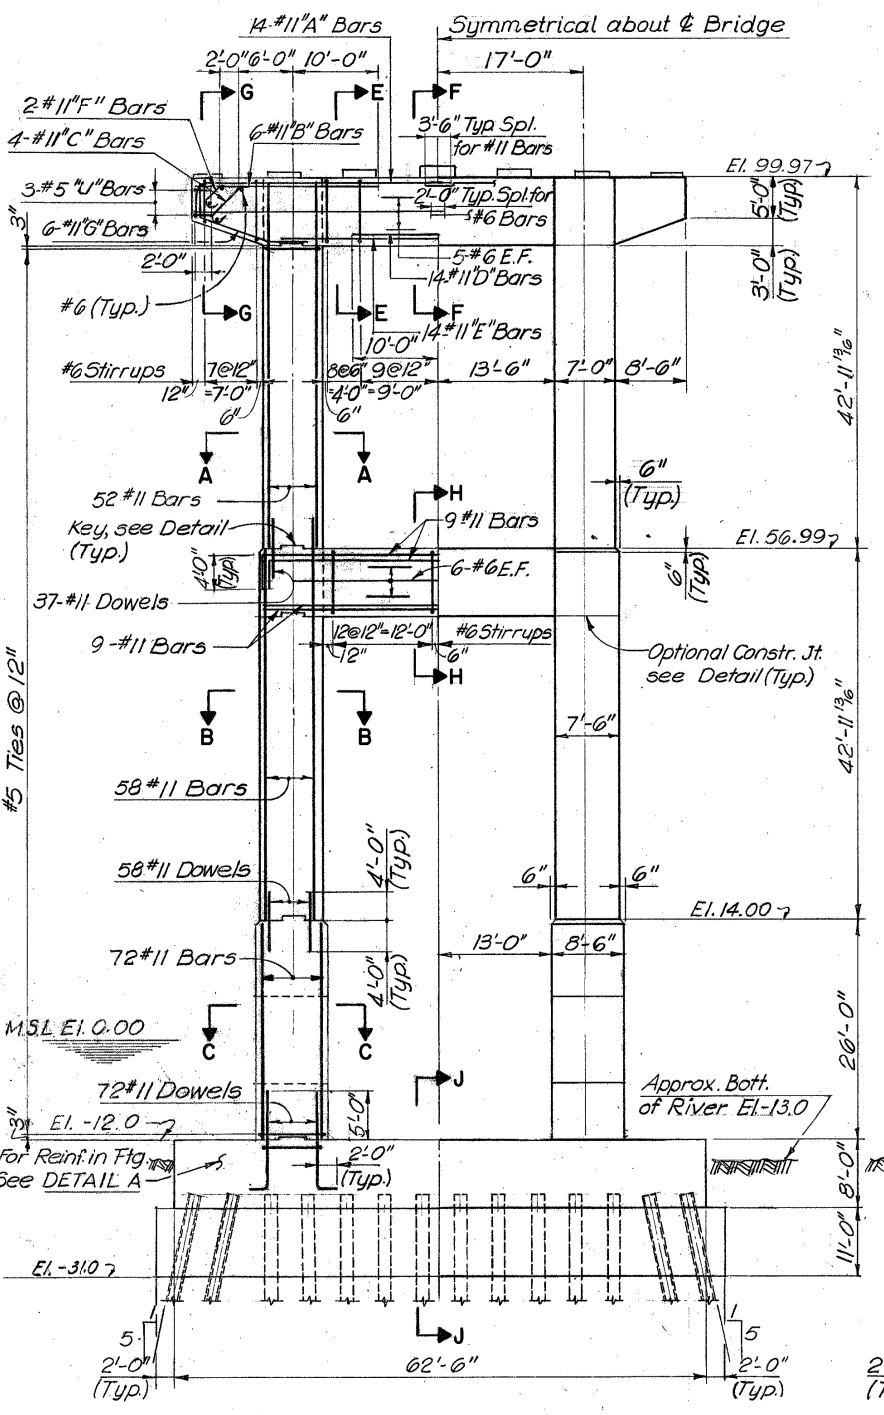 14-#11"A" Bars
Symmetrical about ℄ Bridge
2'-0" 6'-0" 10'-0"
17'-0"
G E F
2-#11"F" Bars
4-#11"C" Bars
6-#11"B" Bars
3'-6" Typ. Spl.
for #11 Bars
El. 99.97
3-#5 "U" Bars
2'-0" Typ. Spl. for
#6 Bars
5'-0"
(Typ.)
3"
6-#11"G" Bars
5-#6 E.F.
2'-0"
14-#11"D" Bars
3'-0"
(Typ.)
#6 (Typ.)
G E F
14-#11"E" Bars
10'-0"
42'-11 13/16"
#6 Stirrups
12"
7@12"
=7'-0"
6"
8@6"
=4'-0"
6"
9@12"
=9'-0"
13'-6"
7'-0"
8'-6"
A A
6"
(Typ.)
52 #11 Bars
H
Key, see Detail
(Typ.)
9-#11 Bars
El. 56.99
4'-0"
(Typ.)
6-#6 E.F.
6"
(Typ.)
37-#11 Dowels
9-#11 Bars
12@12"=12'-0"
#6 Stirrups
12"
6"
Optional Constr. Jt.
see Detail (Typ.)
H
#5 Ties @ 12"
B B
7'-6"
42'-11 13/16"
58 #11 Bars
58 #11 Dowels
4'-0"
(Typ.)
6" 6"
El. 14.00
72 #11 Bars
4'-0"
(Typ.)
13'-0"
8'-6"
26'-0"
M.S.L. El. 0.00
C C
J
72 #11 Dowels
Approx. Bott.
of River El.-13.0
3"
El. -12.0
5'-0"
For Reinf. in Ftg.
See DETAIL A
2'-0"
(Typ.)
8'-0"
11'-0"
El. -31.0
1
5
J
1
5
2'-0"
(Typ.)
62'-6"
2'-0"
(Typ.)